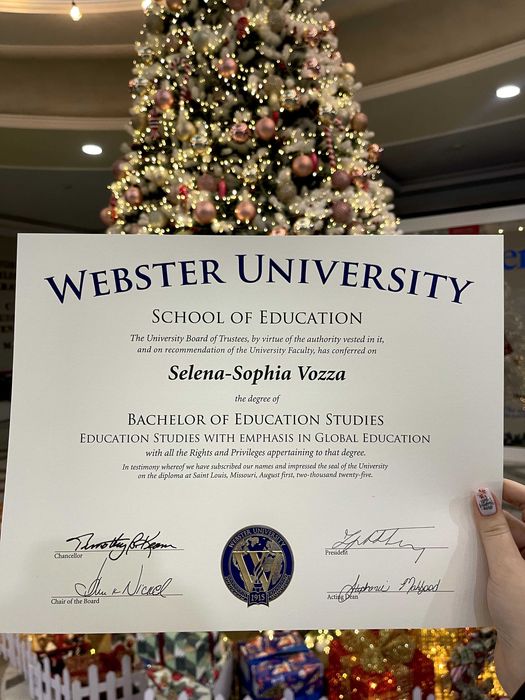 WEBSTER UNIVERSITY
SCHOOL OF EDUCATION
The University Board of Trustees, by virtue of the authority vested in it,
and on recommendation of the University Faculty, has conferred on
Selena-Sophia Vozza
the degree of
BACHELOR OF EDUCATION STUDIES
EDUCATION STUDIES WITH EMPHASIS IN GLOBAL EDUCATION
with all the Rights and Privileges appertaining to that degree.
In testimony whereof we have subscribed our names and impressed the seal of the University
on the diploma at Saint Louis, Missouri, August first, two-thousand twenty-five.
Chancellor
President
WEBSTER UNIVERSITY
W
1915
Chair of the Board
Acting Dean